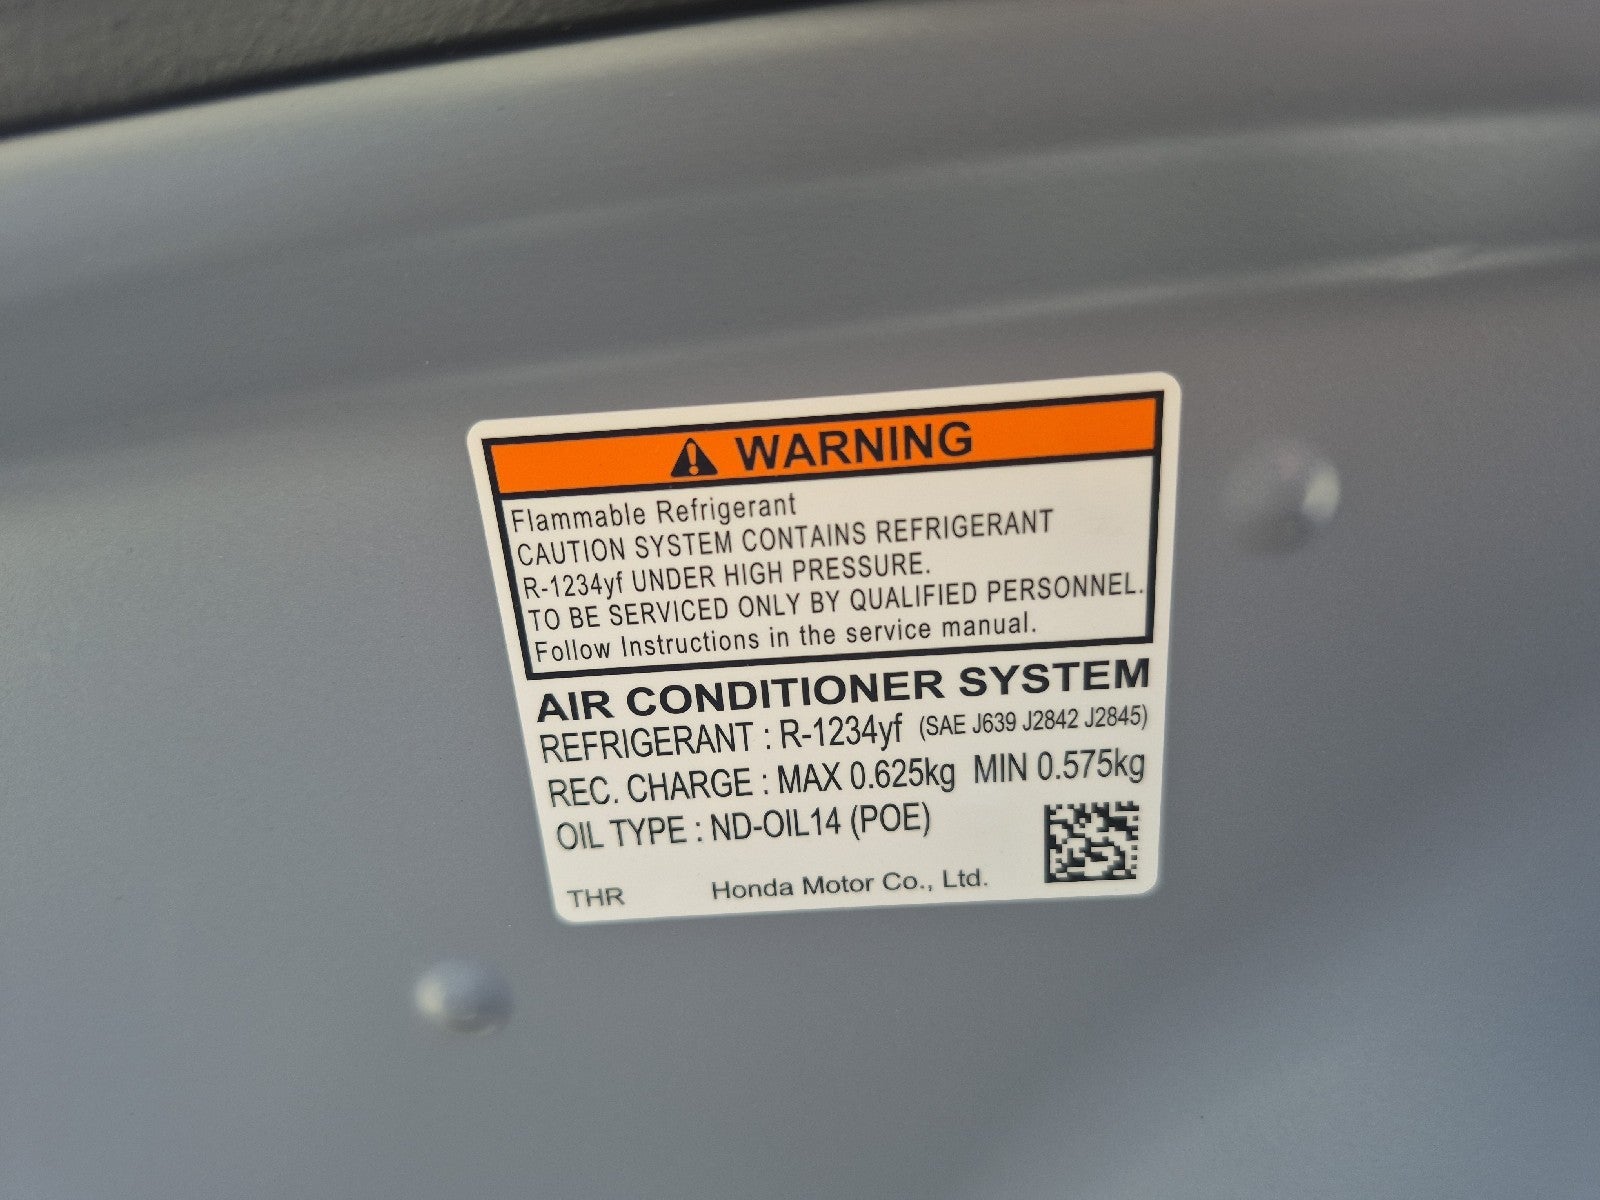 WARNING
Flammable Refrigerant
CAUTION SYSTEM CONTAINS REFRIGERANT
R-1234yf UNDER HIGH PRESSURE.
TO BE SERVICED ONLY BY QUALIFIED PERSONNEL.
Follow Instructions in the service manual.
AIR CONDITIONER SYSTEM
REFRIGERANT : R-1234yf (SAE J639 J2842 J2845)
REC. CHARGE : MAX 0.625kg MIN 0.575kg
OIL TYPE : ND-OIL14 (POE)
THR Honda Motor Co., Ltd.